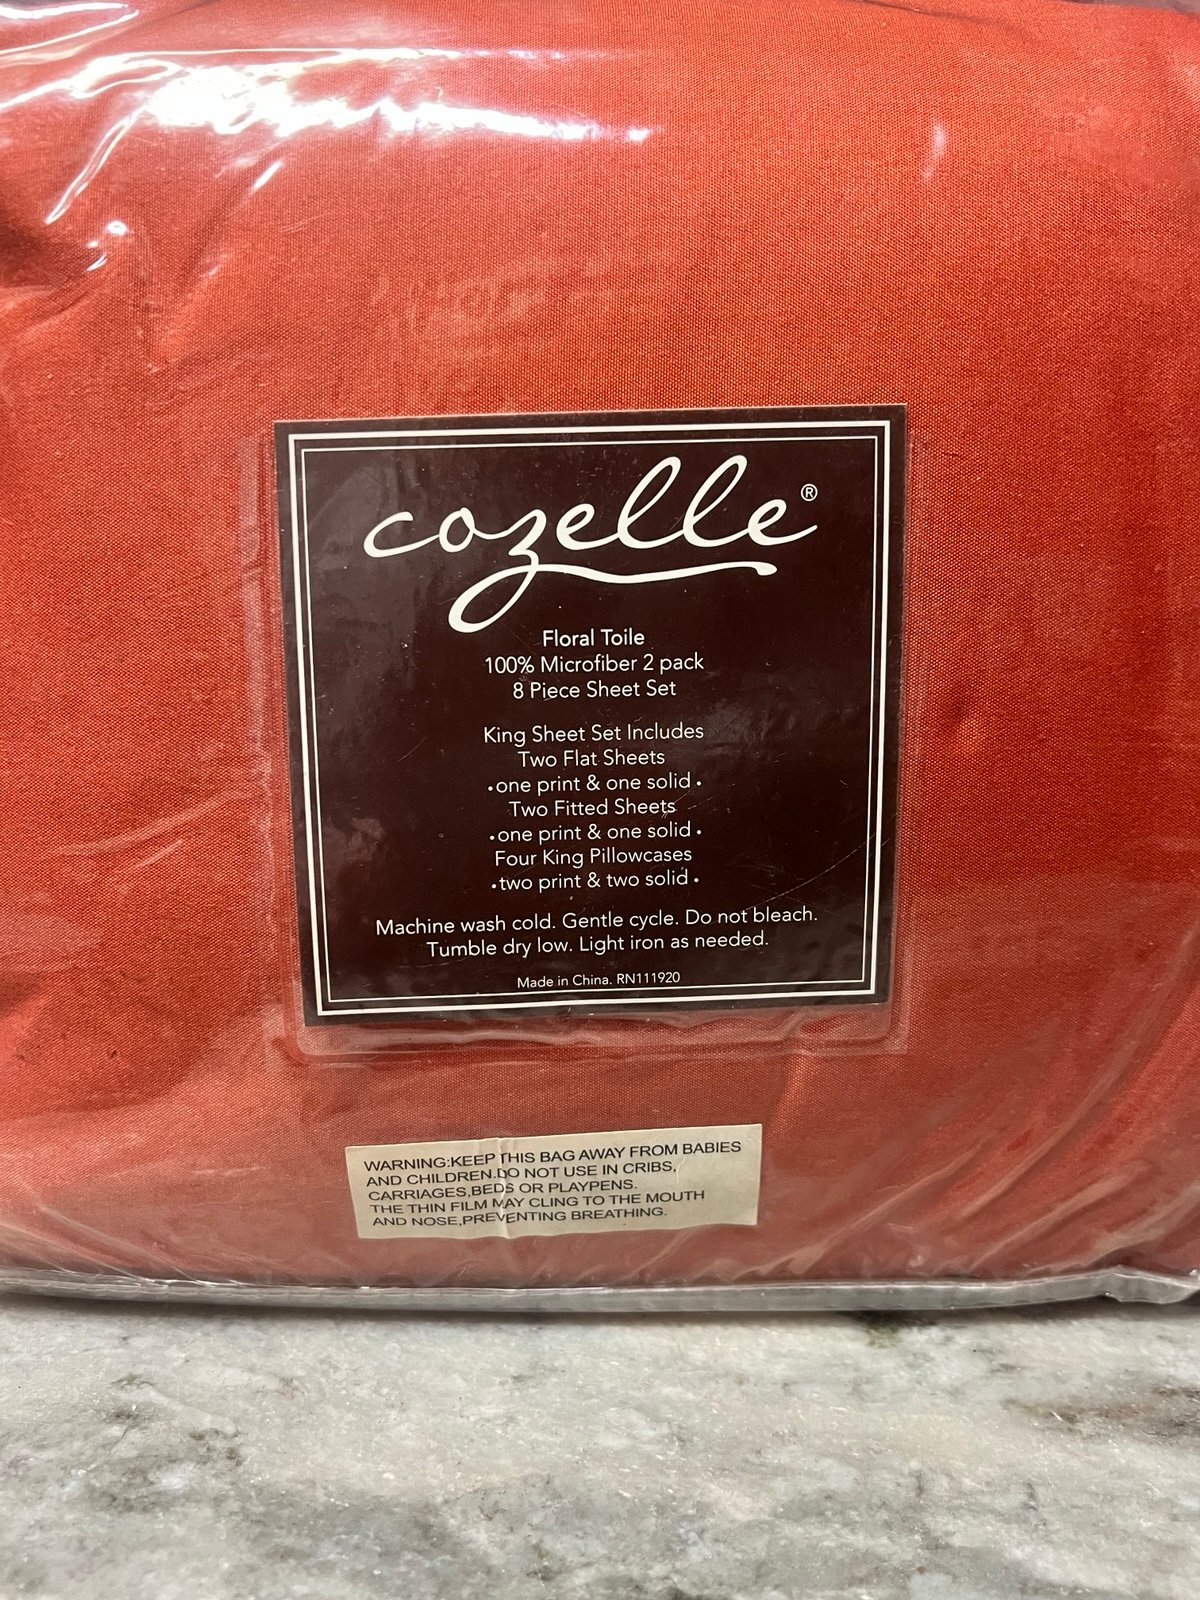 cozelle®
Floral Toile
100% Microfiber 2 pack
8 Piece Sheet Set
King Sheet Set Includes
Two Flat Sheets
•one print & one solid•
Two Fitted Sheets
•one print & one solid•
Four King Pillowcases
•two print & two solid•
Machine wash cold. Gentle cycle. Do not bleach.
Tumble dry low. Light iron as needed.
Made in China. RN111920
WARNING:KEEP THIS BAG AWAY FROM BABIES
AND CHILDREN.DO NOT USE IN CRIBS,
CARRIAGES,BEDS OR PLAYPENS.
THE THIN FILM MAY CLING TO THE MOUTH
AND NOSE,PREVENTING BREATHING.